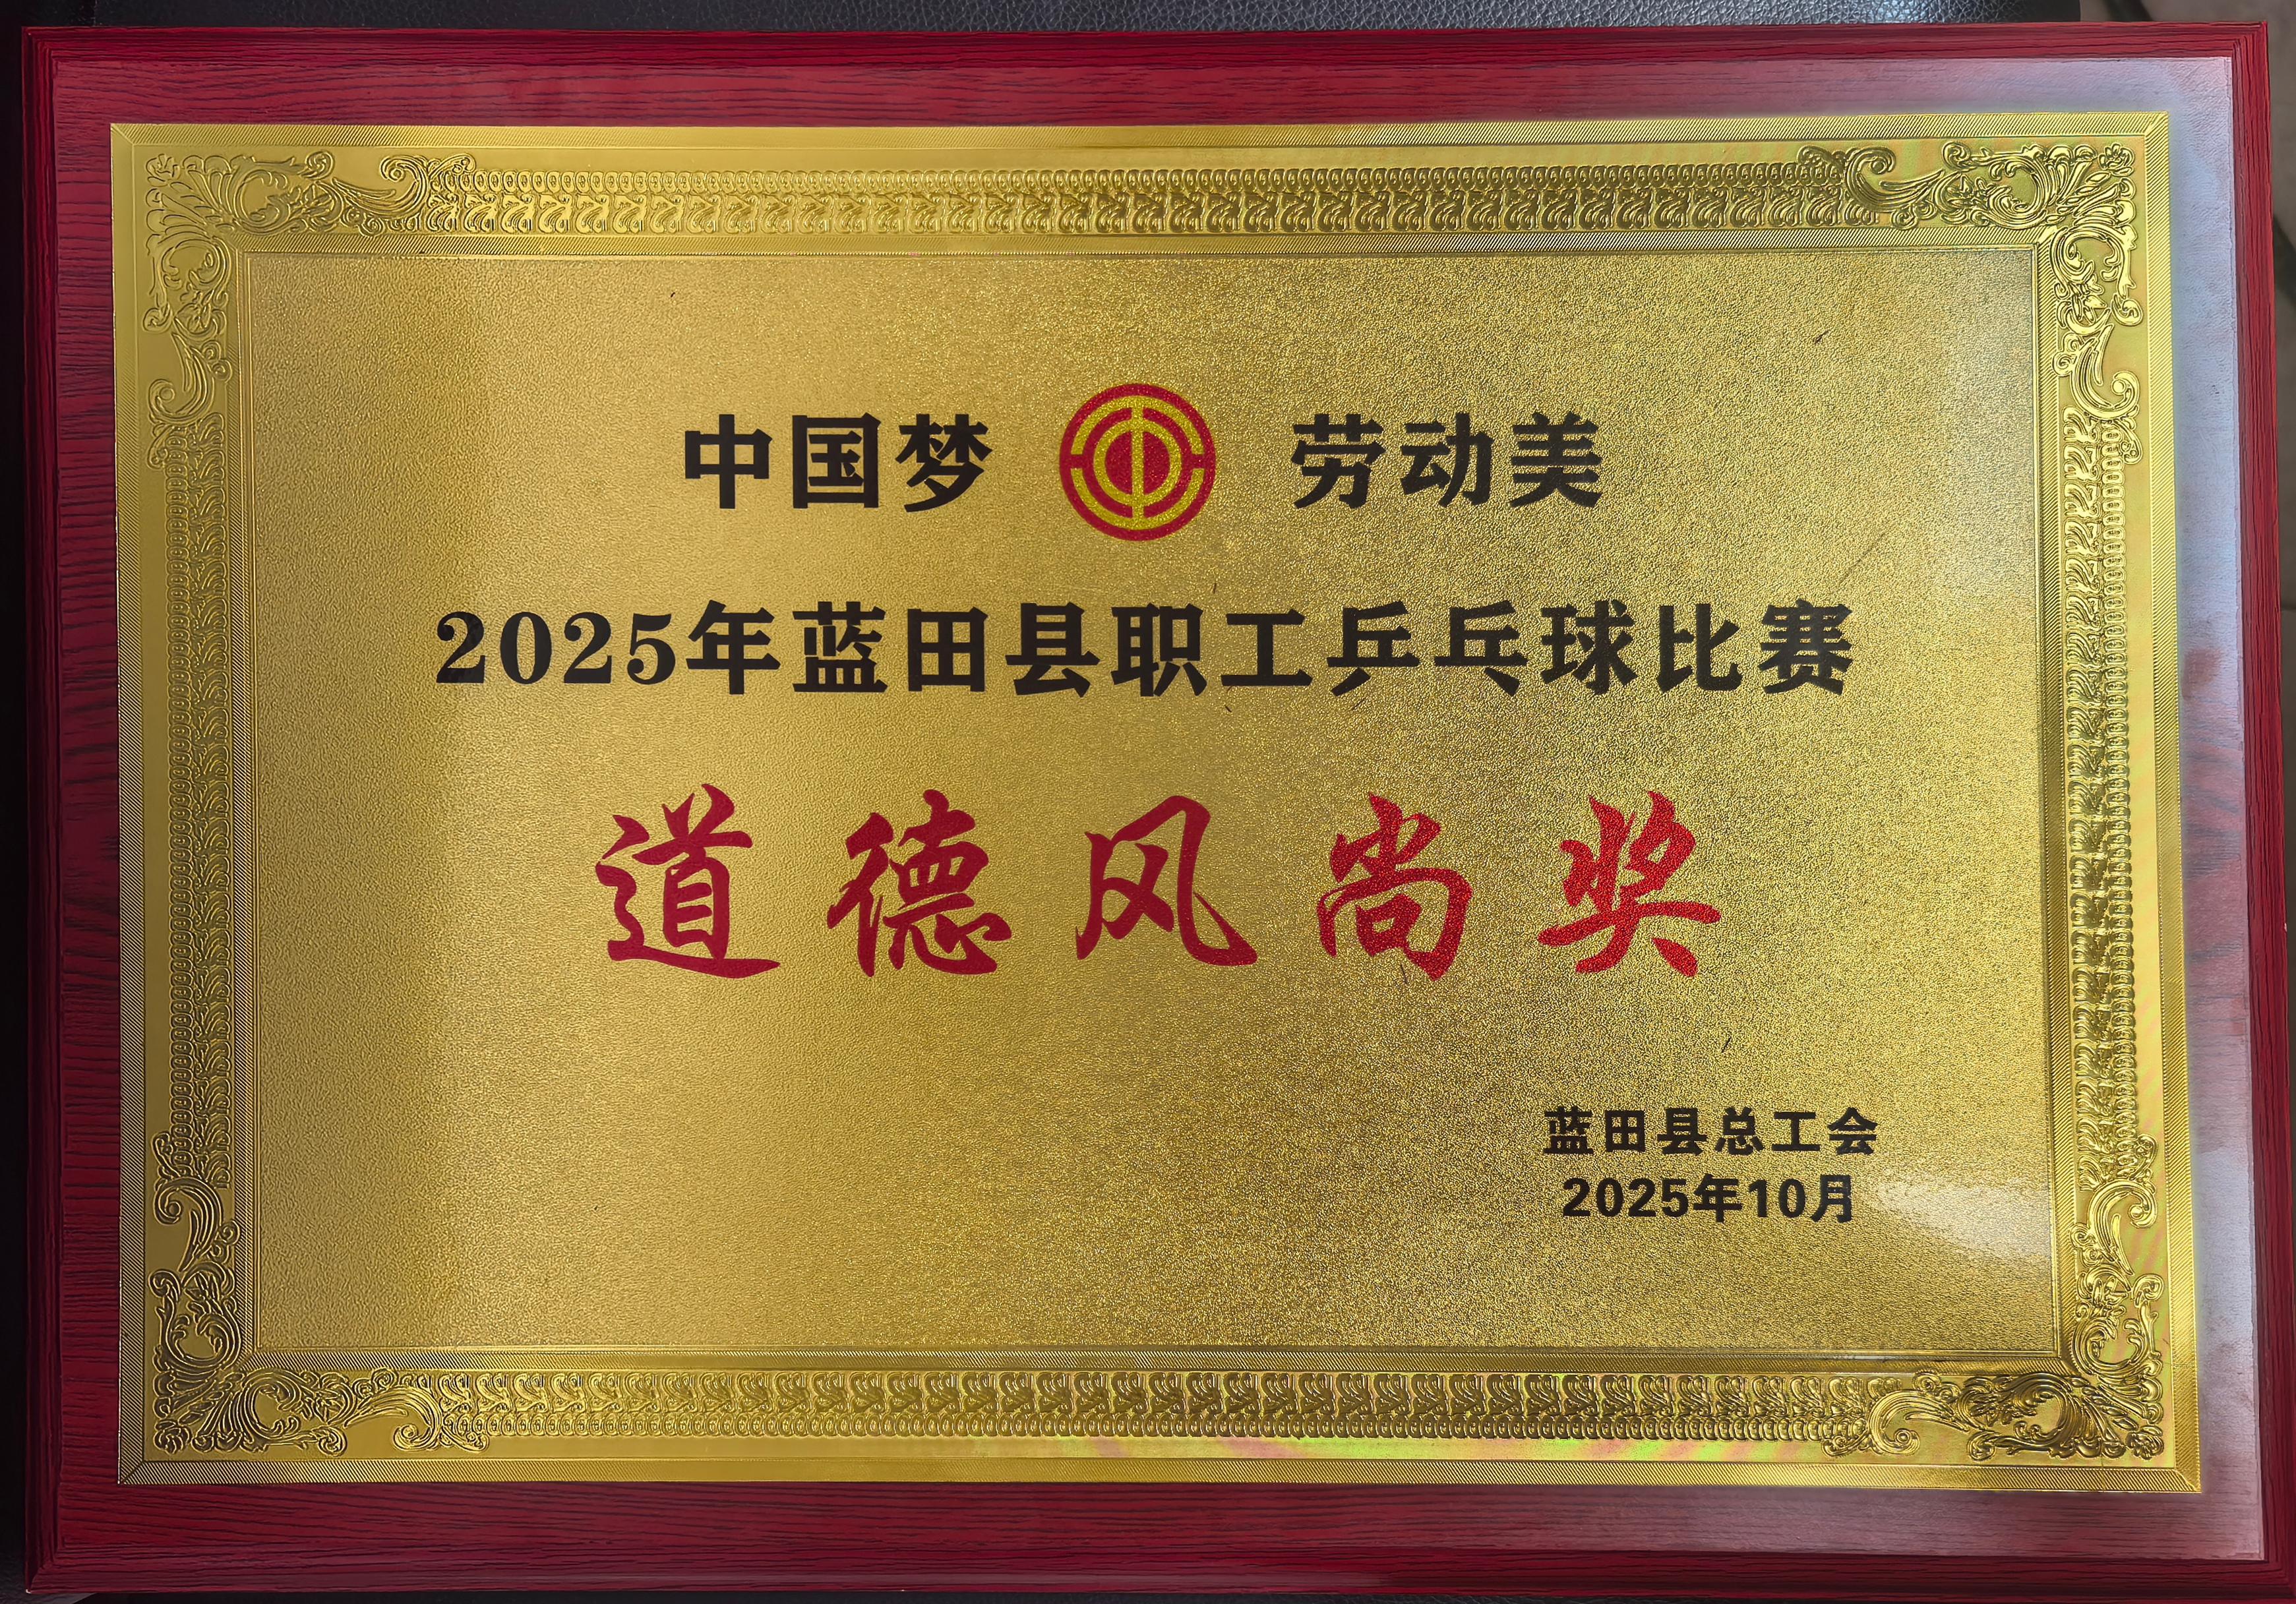 中国梦 劳动美
2025年蓝田县职工乒乓球比赛
道德风尚奖
蓝田县总工会
2025年10月